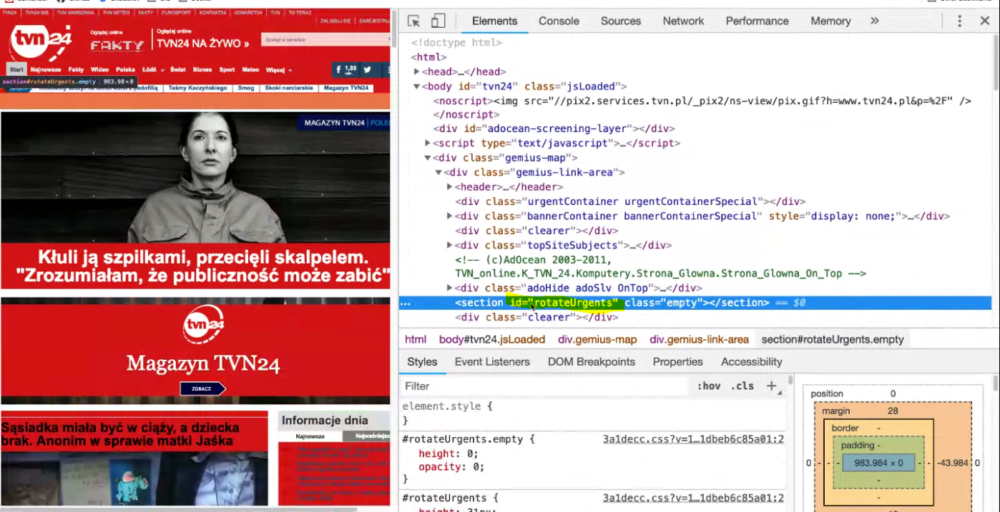 TVN24 TVN24 BIS TVN WARSZAWA TVN METEO FAKTY EUROSPORT KONTAKT24 KONKRET24 TVN TO TERAZ
ZALOGUJ SIĘ ZAREJESTRUJ
tvn24
Oglądaj online
FAKTY
Oglądaj online
TVN24 NA ŻYWO »
Szukaj w serwisie
Start Najnowsze Fakty Wideo Polska Łódź Świat Biznes Sport Meteo Więcej
1,33 mln.
section#rotateUrgents.empty 983.98×0
Taśmy Kaczyńskiego Smog Skoki narciarskie Magazyn TVN24
MAGAZYN TVN24 | POLEC
Kłuli ją szpilkami, przecięli skalpelem.
"Zrozumiałam, że publiczność może zabić"
tvn24
Magazyn TVN24
ZOBACZ
Sąsiadka miała być w ciąży, a dziecka
brak. Anonim w sprawie matki Jaśka
Informacje dnia
Najnowsze Najważniejsze
Elements Console Sources Network Performance Memory »
<!doctype html>
<html>
<head>…</head>
<body id="tvn24" class="jsLoaded">
<noscript><img src="//pix2.services.tvn.pl/_pix2/ns-view/pix.gif?h=www.tvn24.pl&p=%2F" />
</noscript>
<div id="adocean-screening-layer"></div>
<script type="text/javascript">…</script>
<div class="gemius-map">
<div class="gemius-link-area">
<header>…</header>
<div class="urgentContainer urgentContainerSpecial"></div>
<div class="bannerContainer bannerContainerSpecial" style="display: none;">…</div>
<div class="clearer"></div>
<div class="topSiteSubjects">…</div>
<!-- (c)AdOcean 2003-2011,
TVN_online.K_TVN_24.Komputery.Strona_Glowna.Strona_Glowna_On_Top -->
<div class="adoHide adoSlv OnTop">…</div>
… <section id="rotateUrgents" class="empty"></section> == $0
<div class="clearer"></div>
html body#tvn24.jsLoaded div.gemius-map div.gemius-link-area section#rotateUrgents.empty
Styles Event Listeners DOM Breakpoints Properties Accessibility
Filter :hov .cls +
element.style {
}
#rotateUrgents.empty { 3a1decc.css?v=1…1dbeb6c85a01:2
height: 0;
opacity: 0;
}
#rotateUrgents { 3a1decc.css?v=1…1dbeb6c85a01:2
height: 31px;
position 0
margin 28
border -
padding -
0 - - 983.984 × 0 - - -43.984 0
-
-